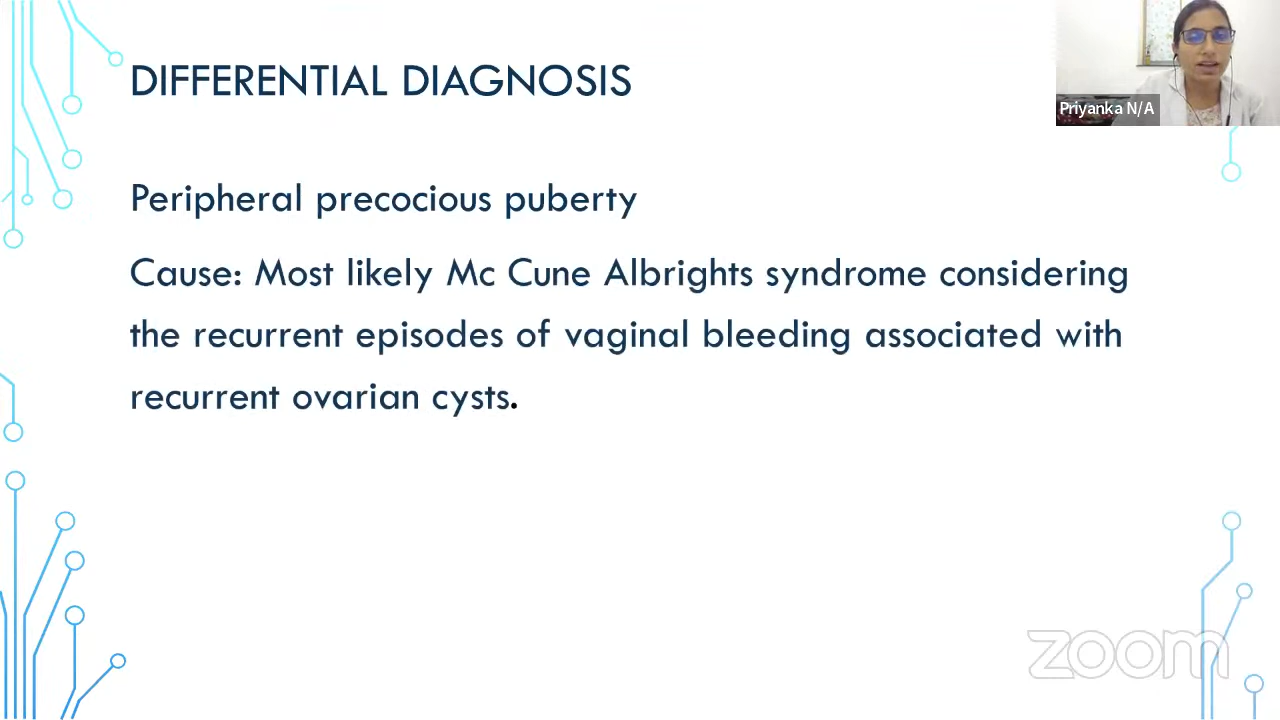 DIFFERENTIAL DIAGNOSIS
Priyanka N/A
Peripheral precocious puberty
Cause: Most likely Mc Cune Albrights syndrome considering
the recurrent episodes of vaginal bleeding associated with
recurrent ovarian cysts.
zoom